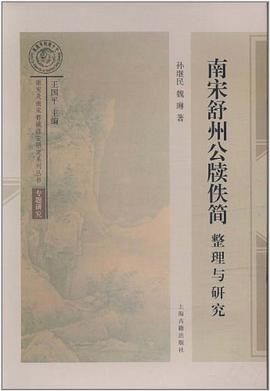 南宋舒州公牍佚简
整理与研究
孙继民 魏琳 著
王国平 主编
南宋史及南宋都城临安研究系列丛书
专题研究
上海古籍出版社